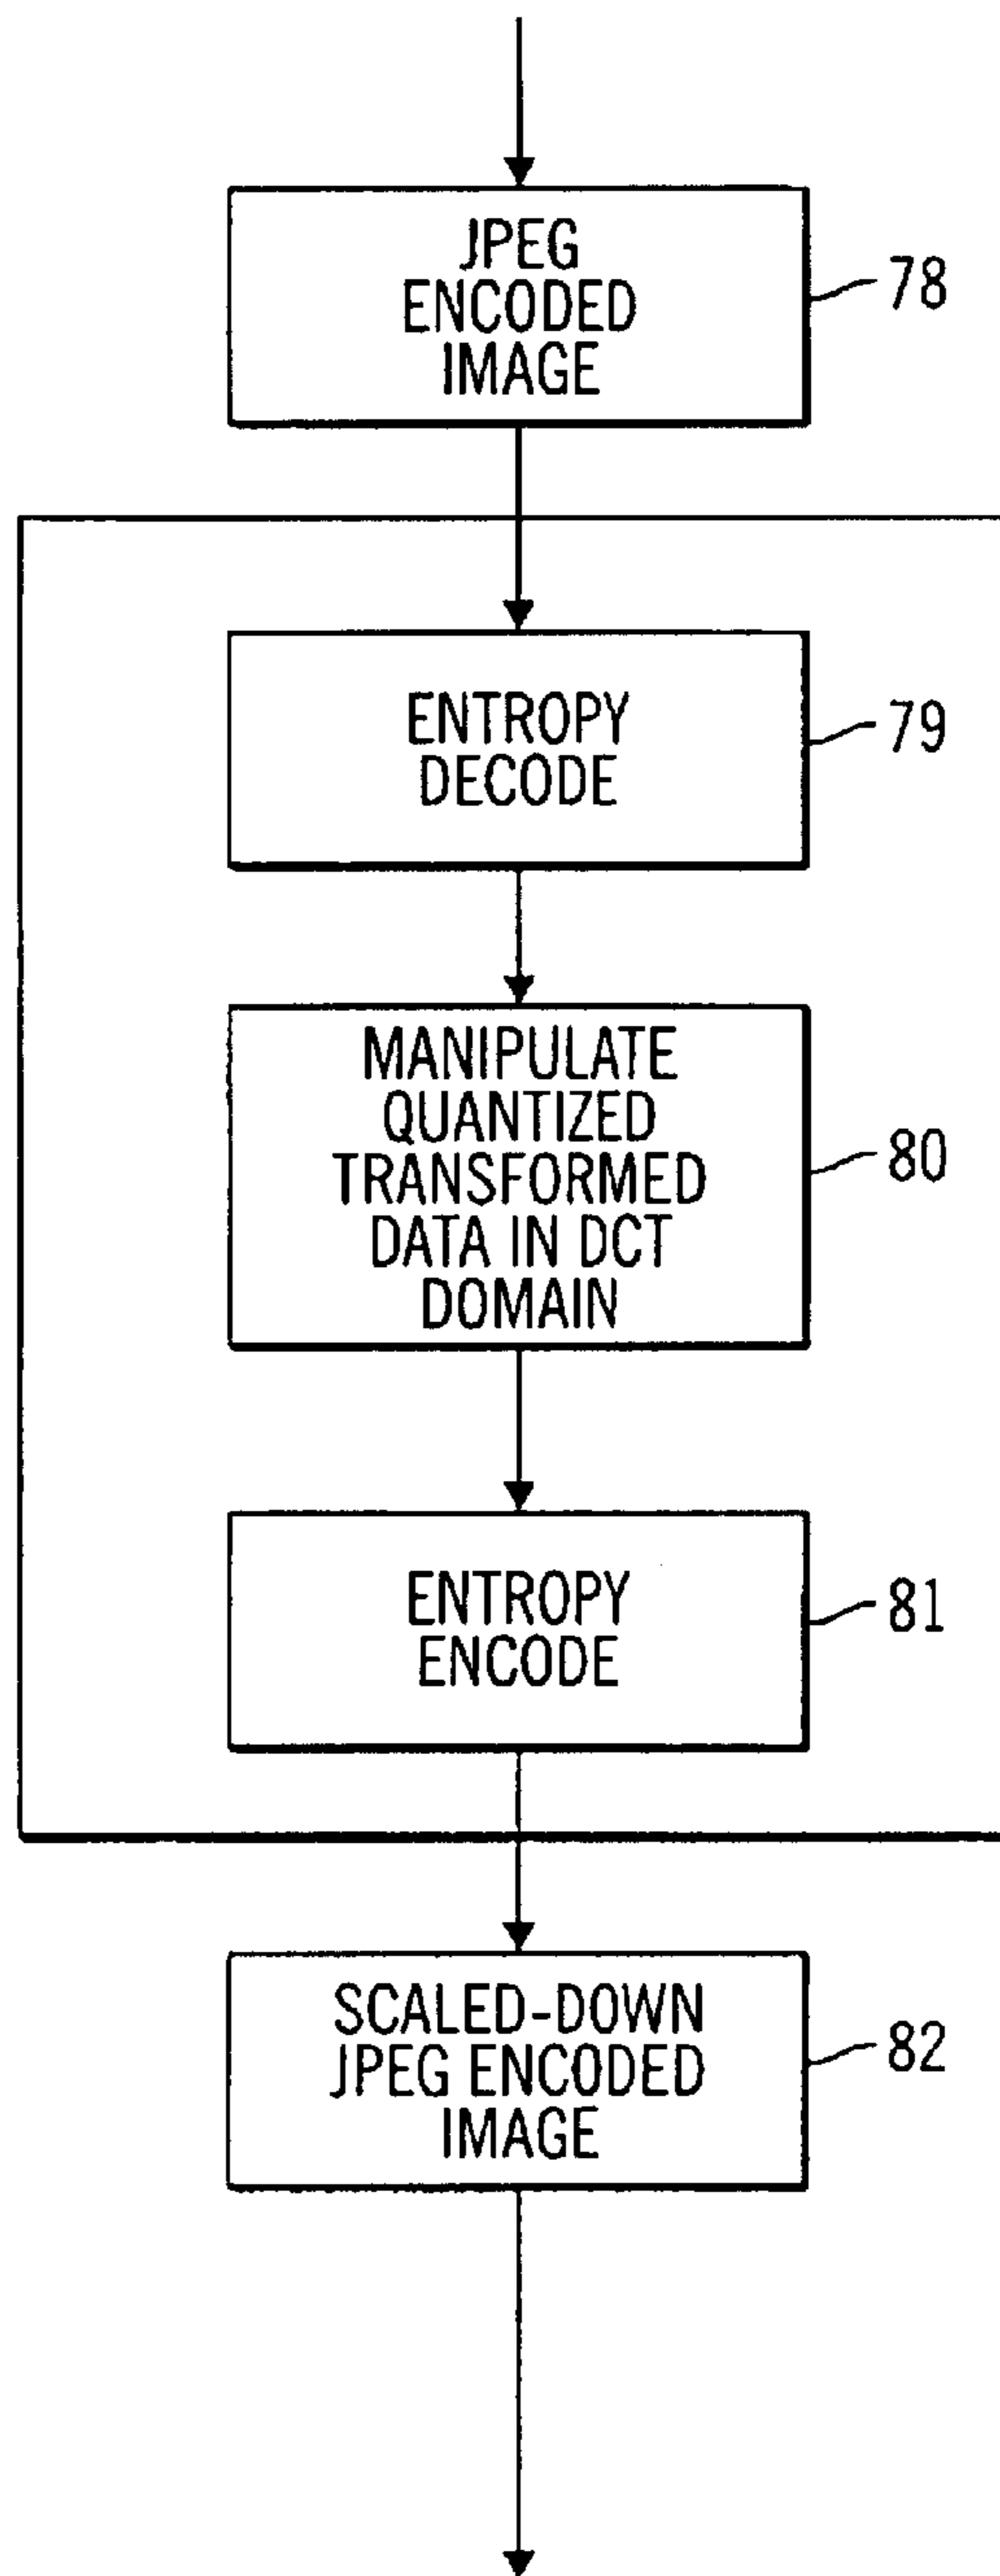 JPEG
ENCODED
IMAGE
78
ENTROPY
DECODE
79
MANIPULATE
QUANTIZED
TRANSFORMED
DATA IN DCT
DOMAIN
80
ENTROPY
ENCODE
81
SCALED-DOWN
JPEG ENCODED
IMAGE
82